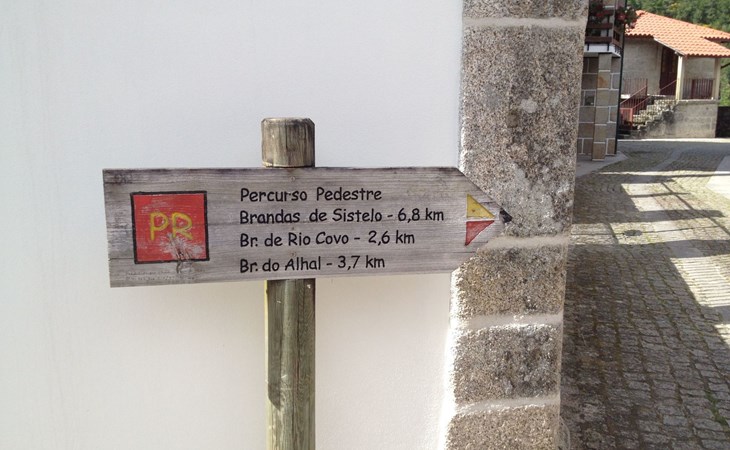 PR
Percurso Pedestre
Brandas de Sistelo - 6,8 km
Br. de Rio Covo - 2,6 km
Br. do Alhal - 3,7 km